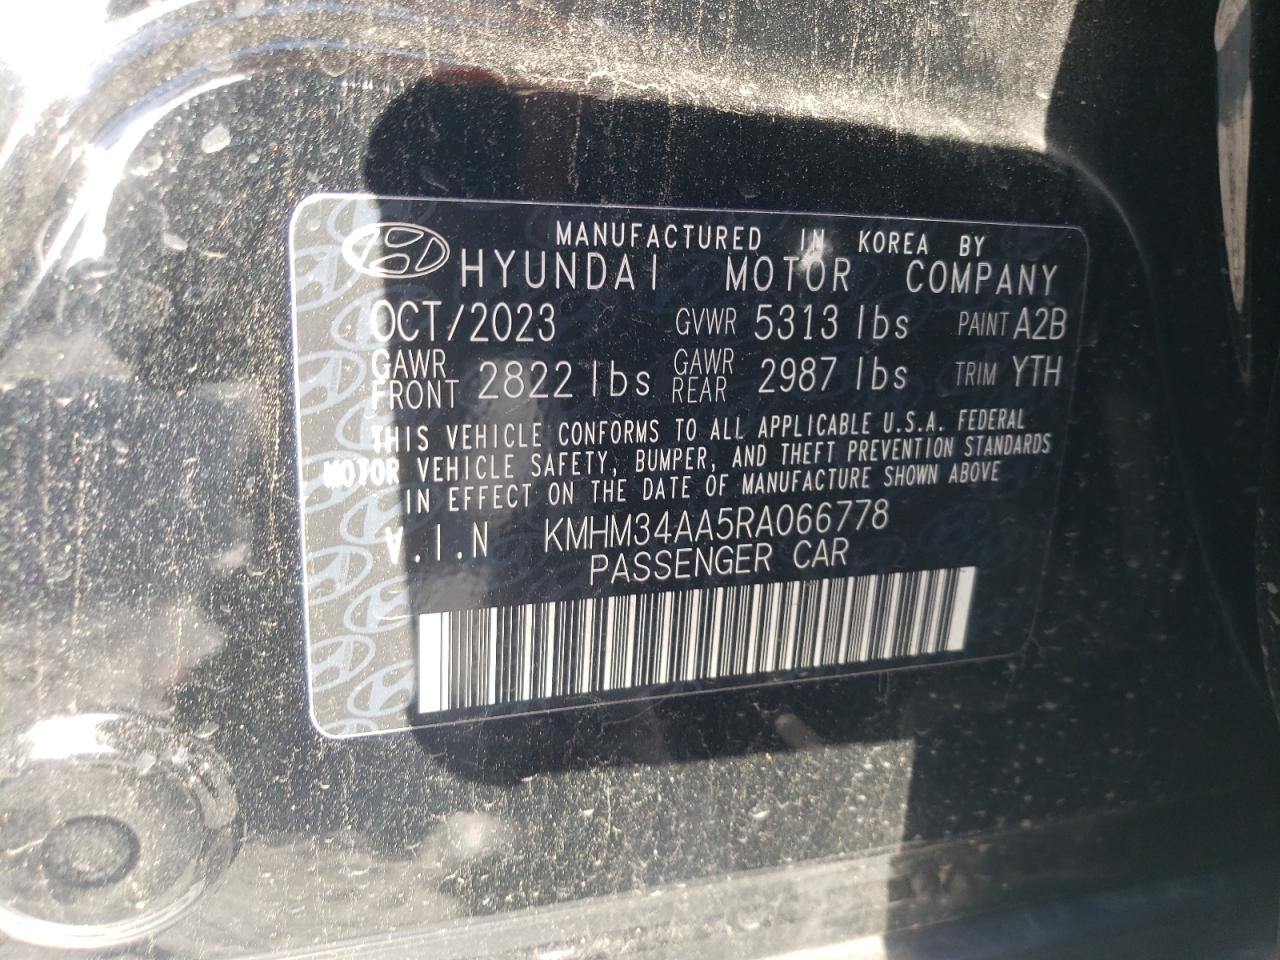 MANUFACTURED IN KOREA BY
HYUNDAI MOTOR COMPANY
OCT/2023 GVWR 5313 lbs PAINT A2B
GAWR FRONT 2822 lbs GAWR REAR 2987 lbs TRIM YTH
THIS VEHICLE CONFORMS TO ALL APPLICABLE U.S.A. FEDERAL
MOTOR VEHICLE SAFETY, BUMPER, AND THEFT PREVENTION STANDARDS
IN EFFECT ON THE DATE OF MANUFACTURE SHOWN ABOVE
V.I.N KMHM34AA5RA066778
PASSENGER CAR